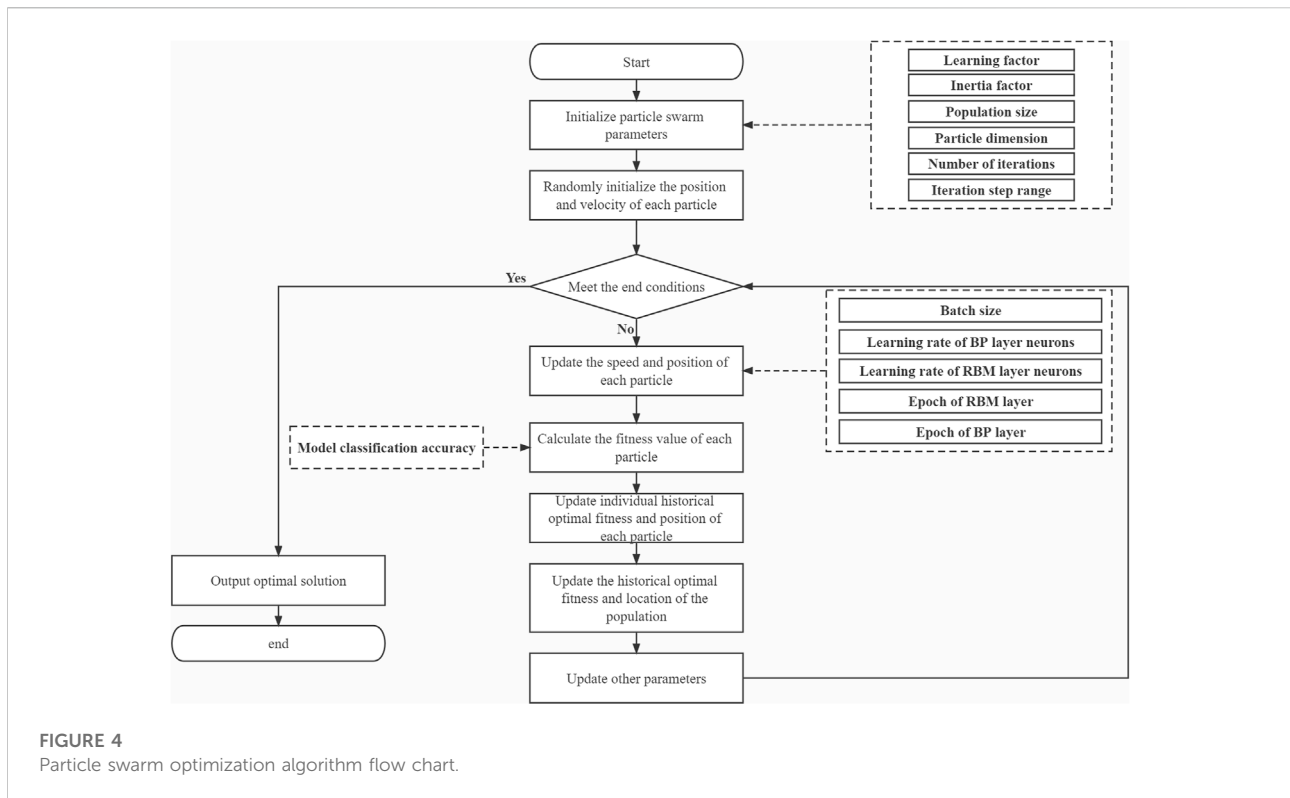 Start
Initialize particle swarm
parameters
Learning factor
Inertia factor
Population size
Particle dimension
Number of iterations
Iteration step range
Randomly initialize the position
and velocity of each particle
Yes
Meet the end conditions
No
Batch size
Learning rate of BP layer neurons
Learning rate of RBM layer neurons
Epoch of RBM layer
Epoch of BP layer
Update the speed and position of
each particle
Model classification accuracy
Calculate the fitness value of each
particle
Update individual historical
optimal fitness and position of
each particle
Output optimal solution
Update the historical optimal
fitness and location of the
population
end
Update other parameters
FIGURE 4
Particle swarm optimization algorithm flow chart.